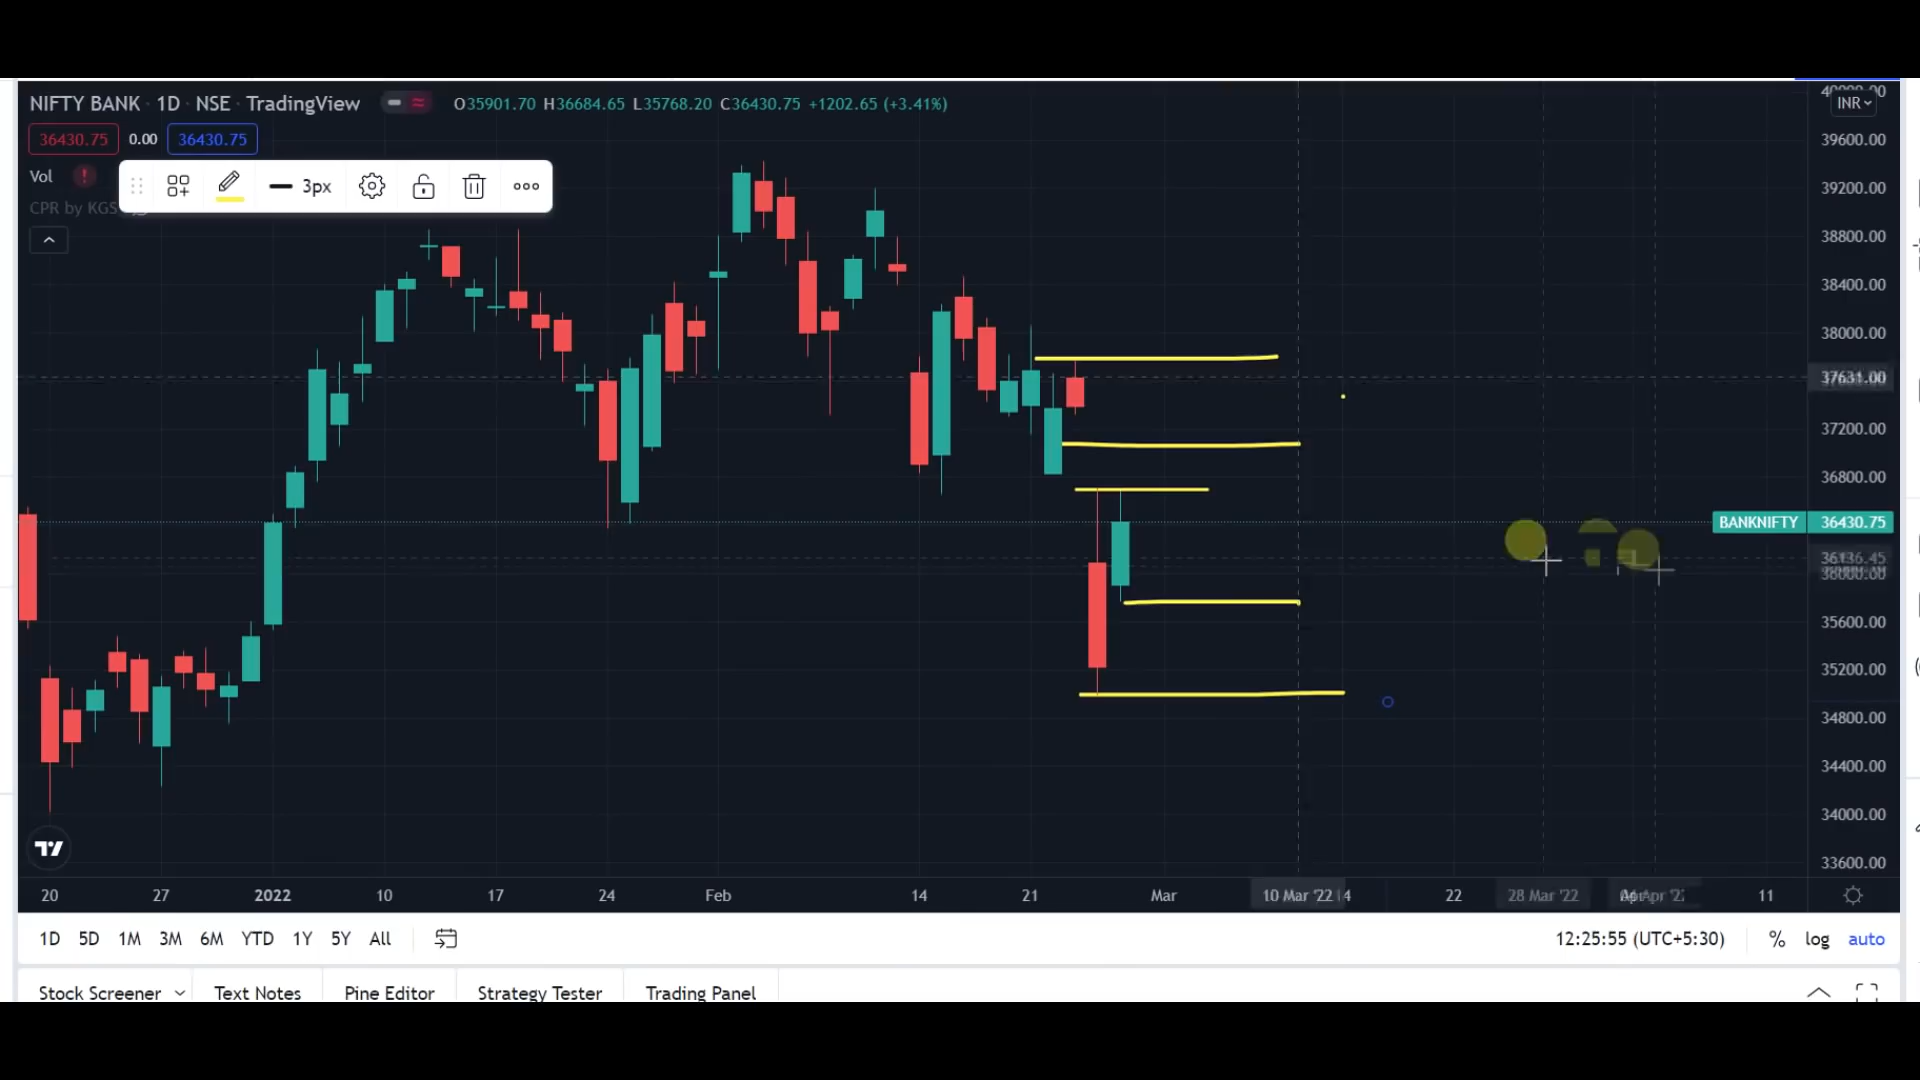 NIFTY BANK · 1D · NSE · TradingView O35901.70 H36684.65 L35768.20 C36430.75 +1202.65 (+3.41%)
INR
36430.75 0.00 36430.75
Vol
3px
CPR by KGS
39600.00
39200.00
38800.00
38400.00
38000.00
37631.00
37200.00
36800.00
BANKNIFTY 36430.75
35600.00
35200.00
34800.00
34400.00
34000.00
33600.00
20 27 2022 10 17 24 Feb 14 21 Mar 10 Mar '22 22 28 Mar '22 11
1D 5D 1M 3M 6M YTD 1Y 5Y All 12:25:55 (UTC+5:30) % log auto
Stock Screener Text Notes Pine Editor Strategy Tester Trading Panel